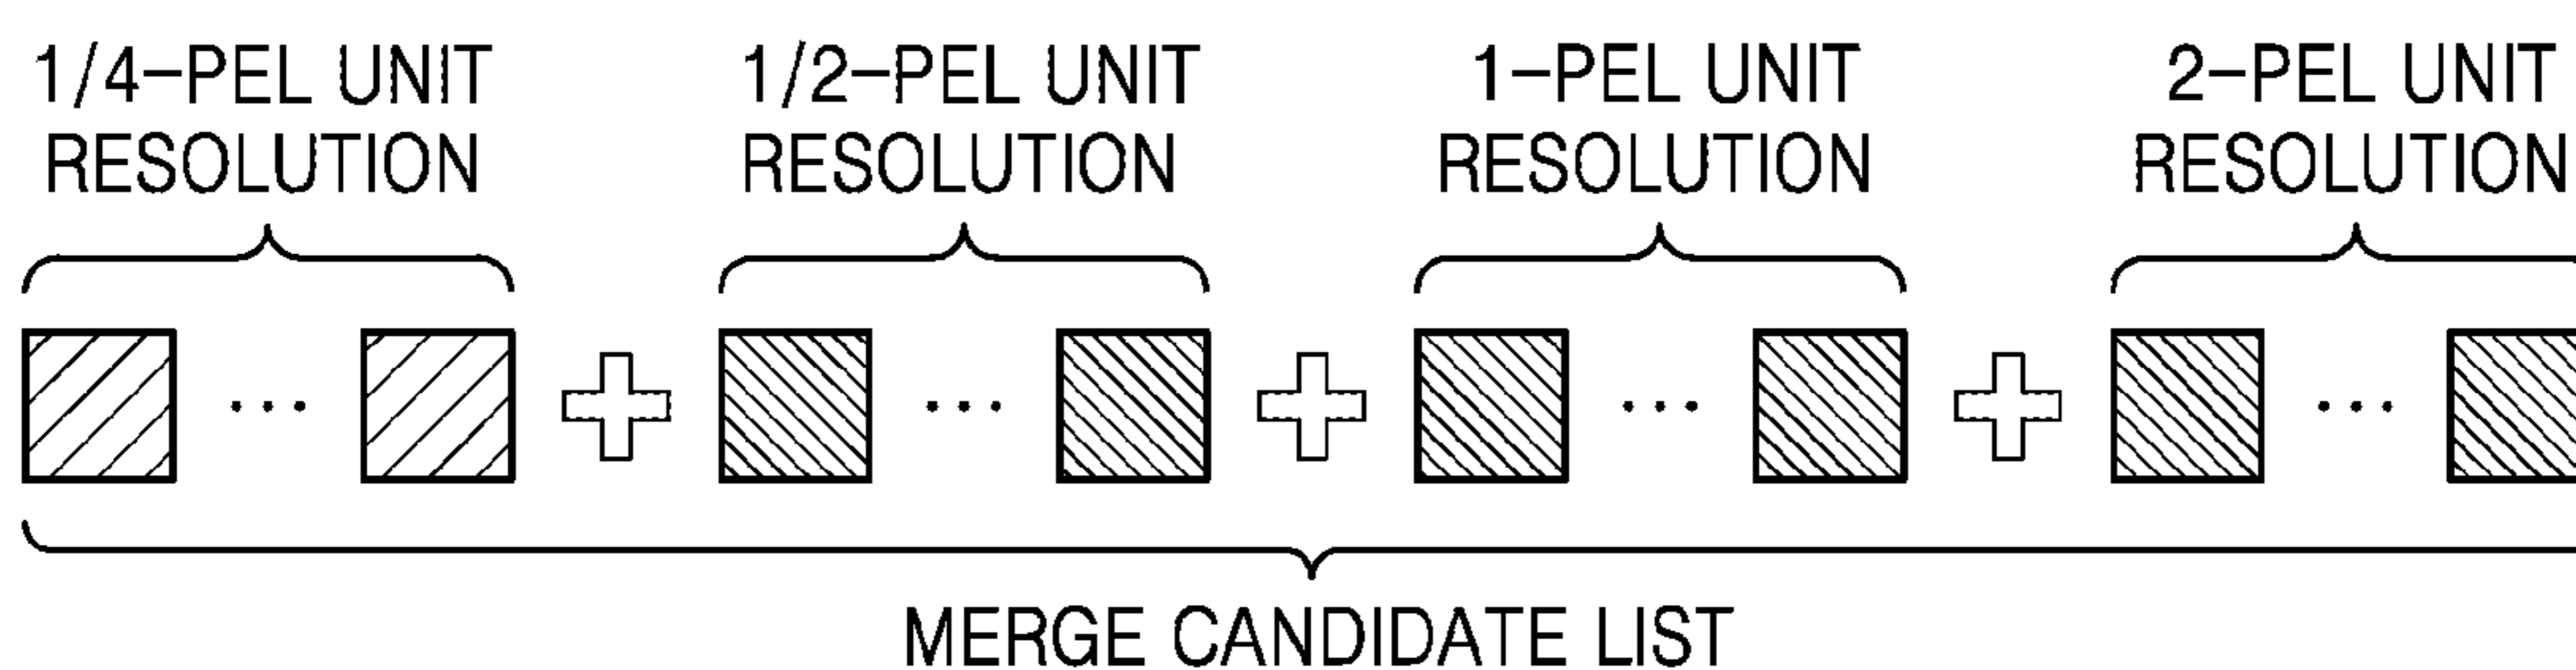 1/4-PEL UNIT
RESOLUTION
1/2-PEL UNIT
RESOLUTION
1-PEL UNIT
RESOLUTION
2-PEL UNIT
RESOLUTION
MERGE CANDIDATE LIST